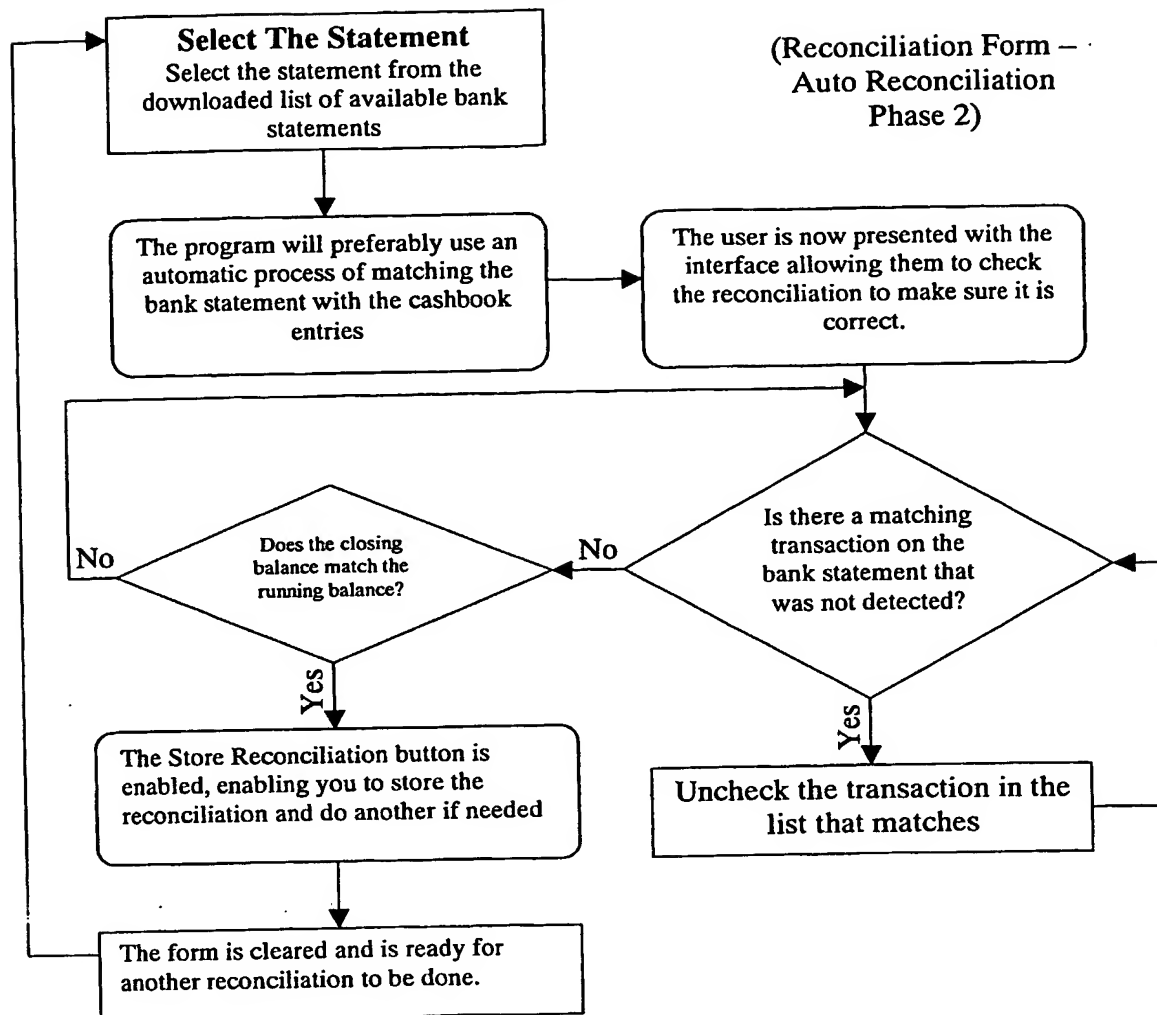 Select The Statement
Select the statement from the
downloaded list of available bank
statements
(Reconciliation Form –
Auto Reconciliation
Phase 2)
The program will preferably use an
automatic process of matching the
bank statement with the cashbook
entries
The user is now presented with the
interface allowing them to check
the reconciliation to make sure it is
correct.
Is there a matching
transaction on the
bank statement that
was not detected?
No
Does the closing
balance match the
running balance?
No
Yes
Yes
The Store Reconciliation button is
enabled, enabling you to store the
reconciliation and do another if needed
Uncheck the transaction in the
list that matches
The form is cleared and is ready for
another reconciliation to be done.